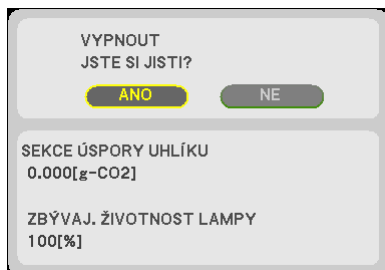 VYPNOUT
JSTE SI JISTI?
ANO NE
SEKCE ÚSPORY UHLÍKU
0.000[g-CO2]
ZBÝVAJ. ŽIVOTNOST LAMPY
100[%]